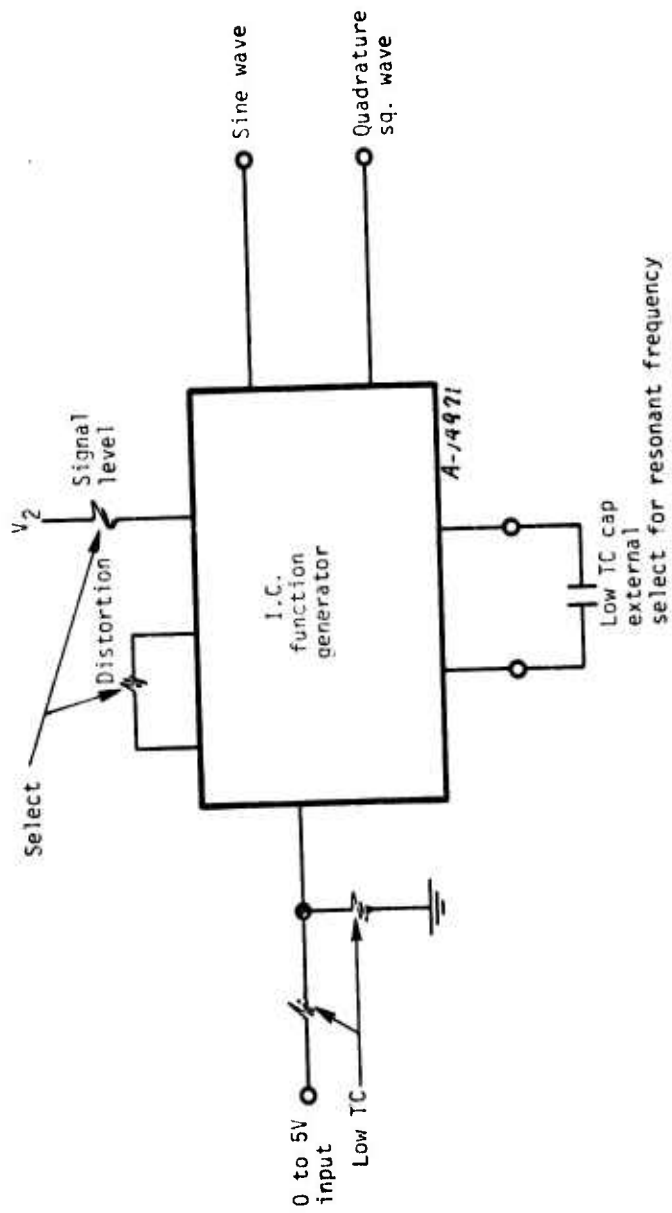 Select
V2
Signal
level
Distortion
I.C.
function
generator
Sine wave
Quadrature
sq. wave
0 to 5V
input
Low TC
A-14971
Low TC cap
external
select for resonant frequency